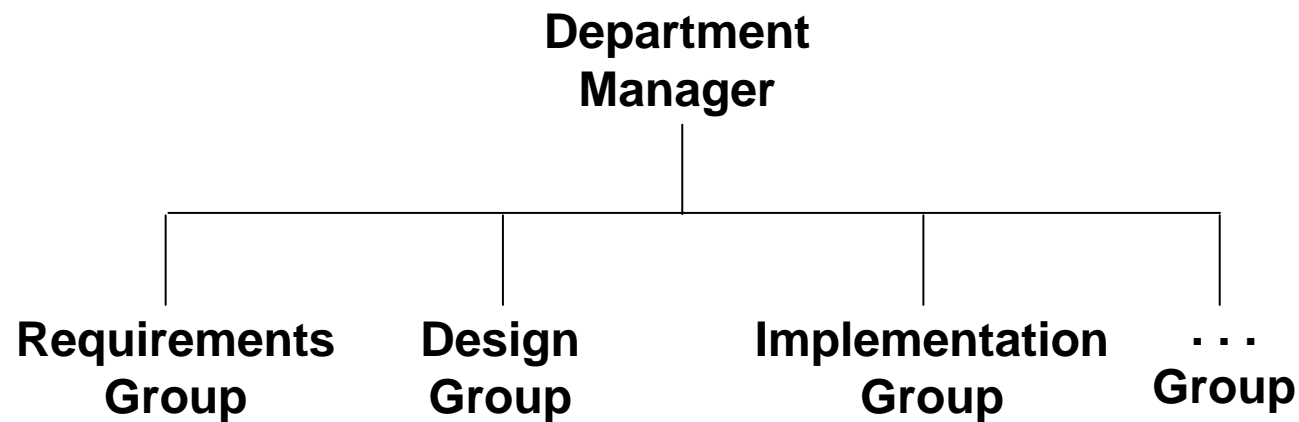 Department
Manager
Requirements
Group
Design
Group
Implementation
Group
. . .
Group